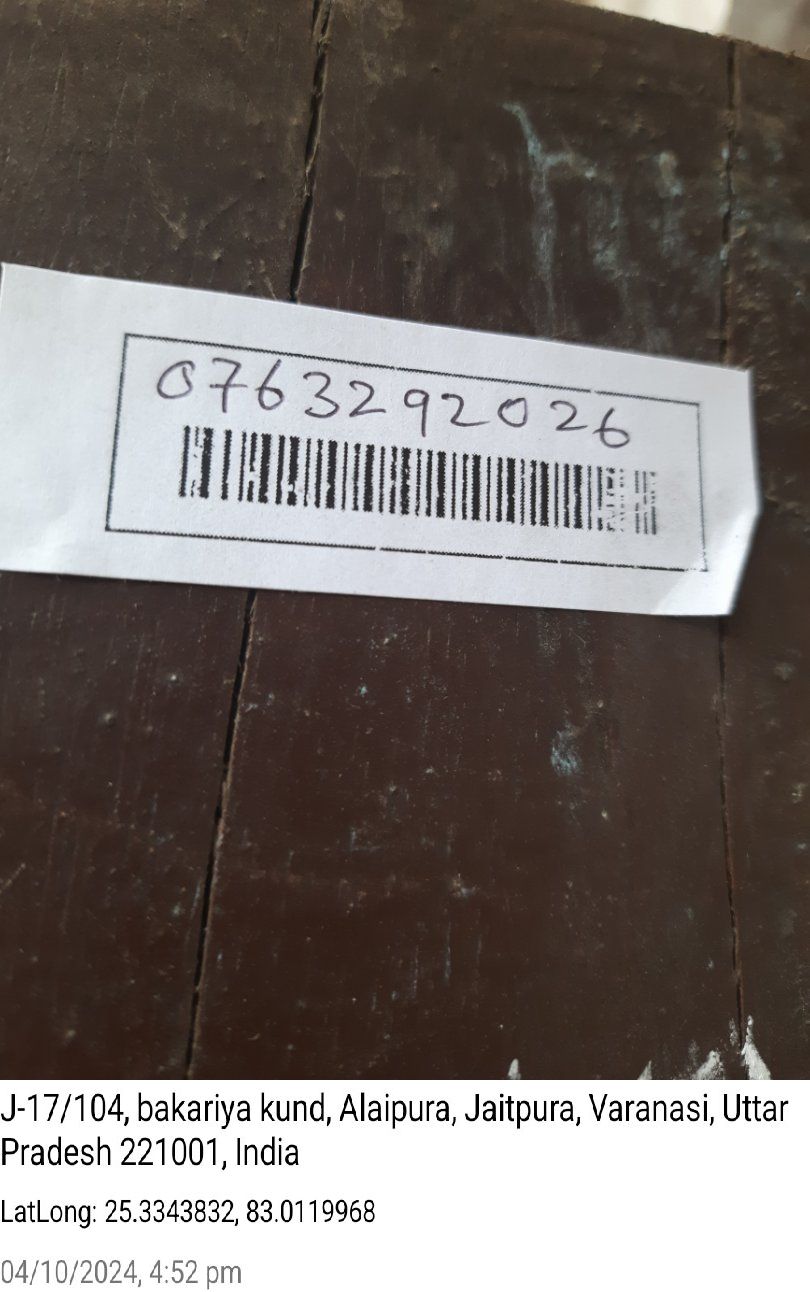 0763292026
J-17/104, bakariya kund, Alaipura, Jaitpura, Varanasi, Uttar
Pradesh 221001, India
LatLong: 25.3343832, 83.0119968
04/10/2024, 4:52 pm